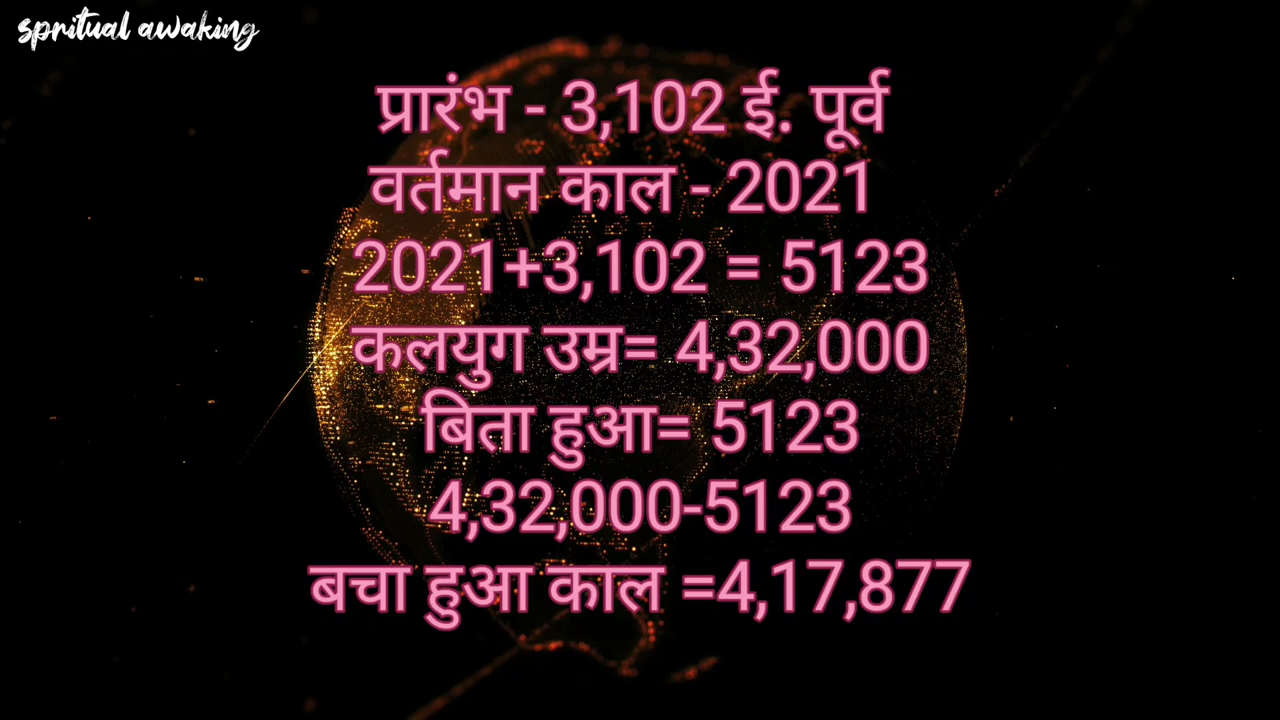 spritual awaking
प्रारंभ - 3,102 ई. पूर्व
वर्तमान काल - 2021
2021+3,102 = 5123
कलयुग उम्र= 4,32,000
बिता हुआ= 5123
4,32,000-5123
बचा हुआ काल =4,17,877